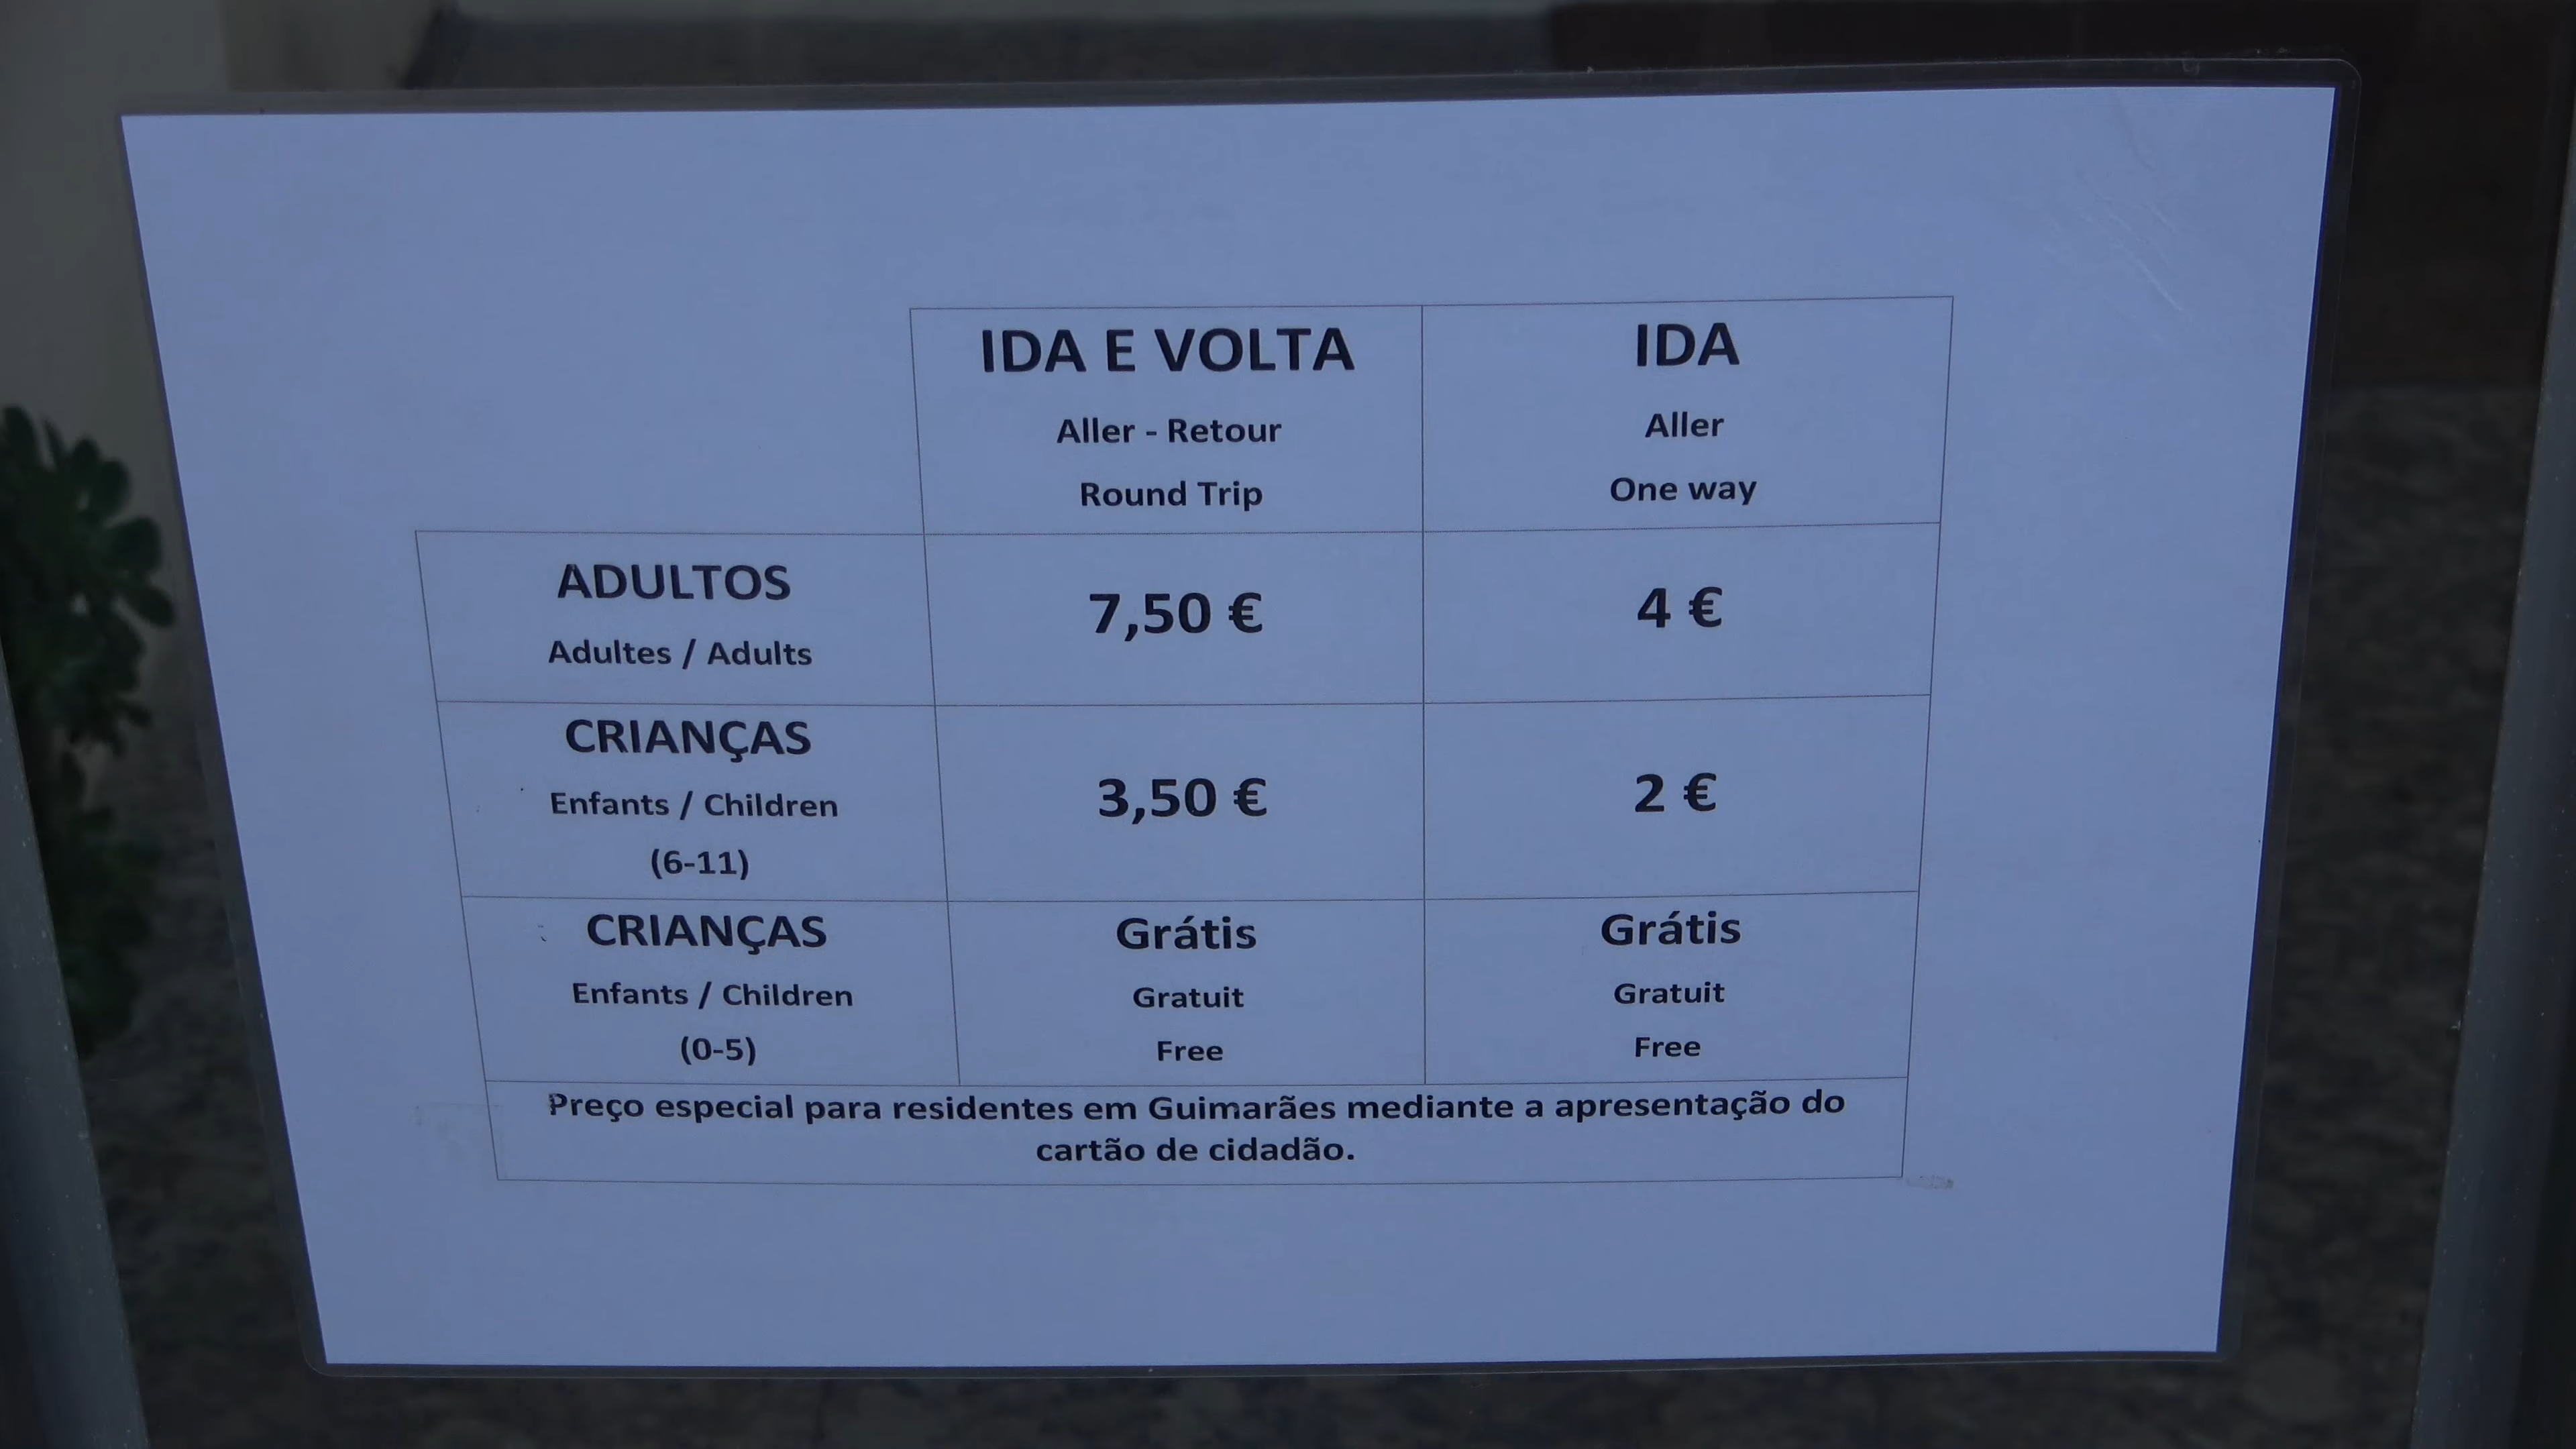 IDA E VOLTA
Aller - Retour
Round Trip
IDA
Aller
One way
ADULTOS
Adultes / Adults
7,50 €
4 €
CRIANÇAS
Enfants / Children
(6-11)
3,50 €
2 €
CRIANÇAS
Enfants / Children
(0-5)
Grátis
Gratuit
Free
Grátis
Gratuit
Free
Preço especial para residentes em Guimarães mediante a apresentação do
cartão de cidadão.